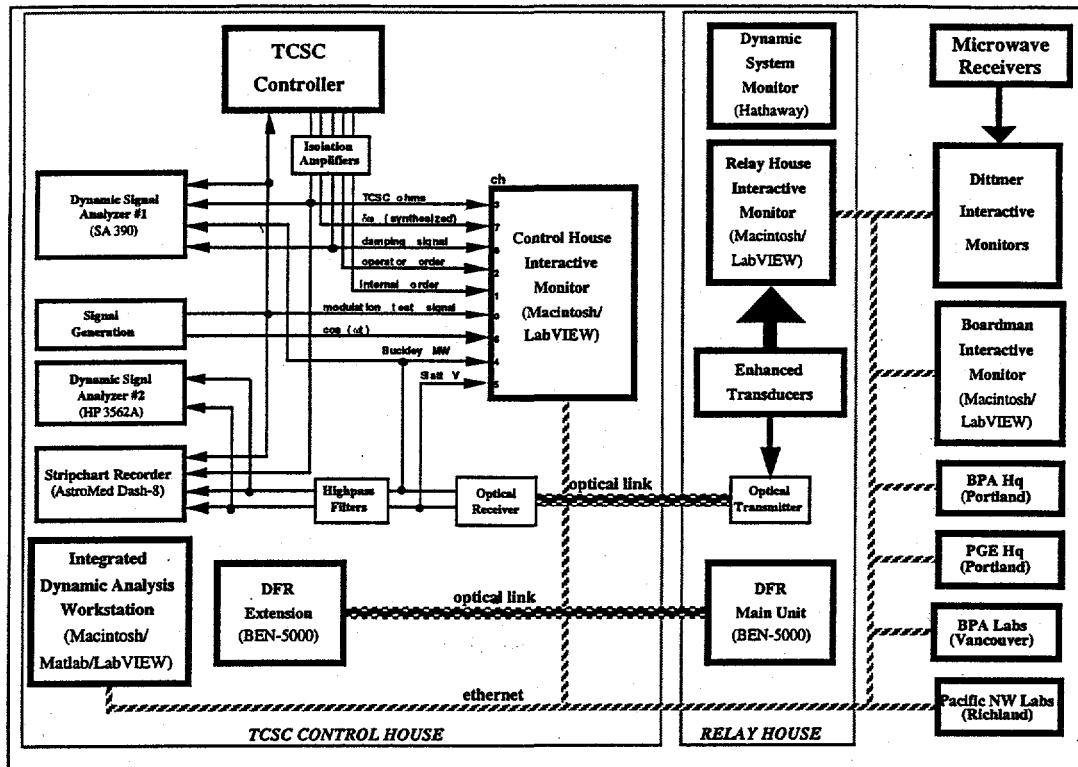 TCSC
Controller
Isolation
Amplifiers
Dynamic Signal
Analyzer #1
(SA 390)
Signal
Generation
Dynamic Signl
Analyzer #2
(HP 3562A)
Stripchart Recorder
(AstroMed Dash-8)
Integrated
Dynamic Analysis
Workstation
(Macintosh/
Matlab/LabVIEW)
ch
TCSC ohms
3
(synthesized)
7
damping signal
operator order
2
internal order
1
modulation test signal
cos (ωt)
Buckley MW
4
Slatt V
5
Control House
Interactive
Monitor
(Macintosh/
LabVIEW)
Highpass
Filters
Optical
Receiver
optical link
Optical
Transmitter
DFR
Extension
(BEN-5000)
optical link
DFR
Main Unit
(BEN-5000)
ethernet
TCSC CONTROL HOUSE
Dynamic
System
Monitor
(Hathaway)
Relay House
Interactive
Monitor
(Macintosh/
LabVIEW)
Enhanced
Transducers
RELAY HOUSE
Microwave
Receivers
Dittmer
Interactive
Monitors
Boardman
Interactive
Monitor
(Macintosh/
LabVIEW)
BPA Hq
(Portland)
PGE Hq
(Portland)
BPA Labs
(Vancouver)
Pacific NW Labs
(Richland)